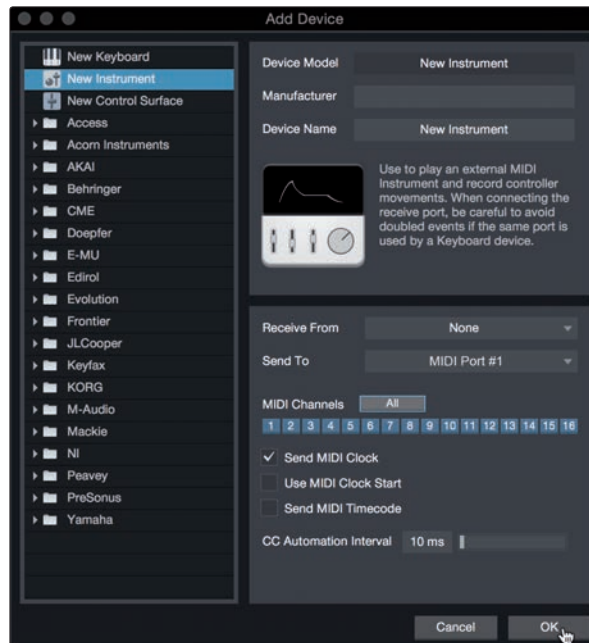 Add Device
New Keyboard
New Instrument
New Control Surface
Access
Acorn Instruments
AKAI
Behringer
CME
Doepfer
E-MU
Edirol
Evolution
Frontier
JLCooper
Keyfax
KORG
M-Audio
Mackie
NI
Peavey
PreSonus
Yamaha
Device Model New Instrument
Manufacturer
Device Name New Instrument
Use to play an external MIDI
Instrument and record controller
movements. When connecting the
receive port, be careful to avoid
doubled events if the same port is
used by a Keyboard device.
Receive From None
Send To MIDI Port #1
MIDI Channels All
1 2 3 4 5 6 7 8 9 10 11 12 13 14 15 16
Send MIDI Clock
Use MIDI Clock Start
Send MIDI Timecode
CC Automation Interval 10 ms
Cancel OK